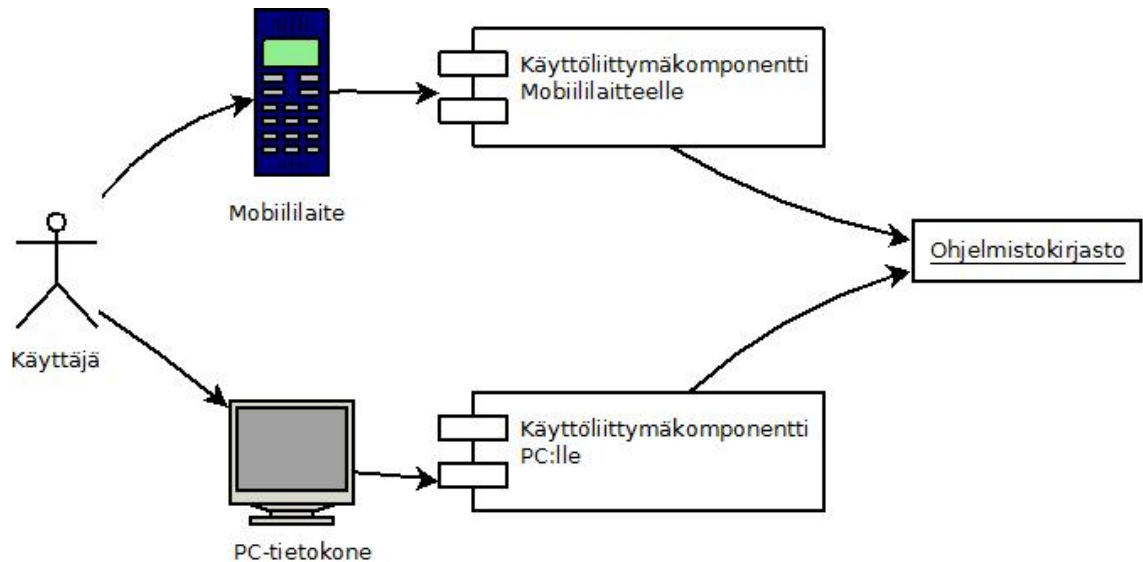 Käyttöliittymäkomponentti
Mobiililaitteelle
Mobiililaite
Ohjelmistokirjasto
Käyttäjä
Käyttöliittymäkomponentti
PC:lle
PC-tietokone